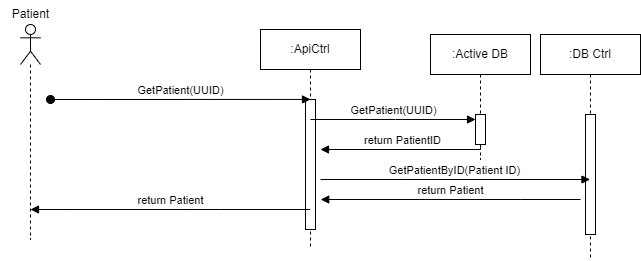 Patient
:ApiCtrl
:Active DB
:DB Ctrl
GetPatient(UUID)
GetPatient(UUID)
return PatientID
GetPatientByID(Patient ID)
return Patient
return Patient